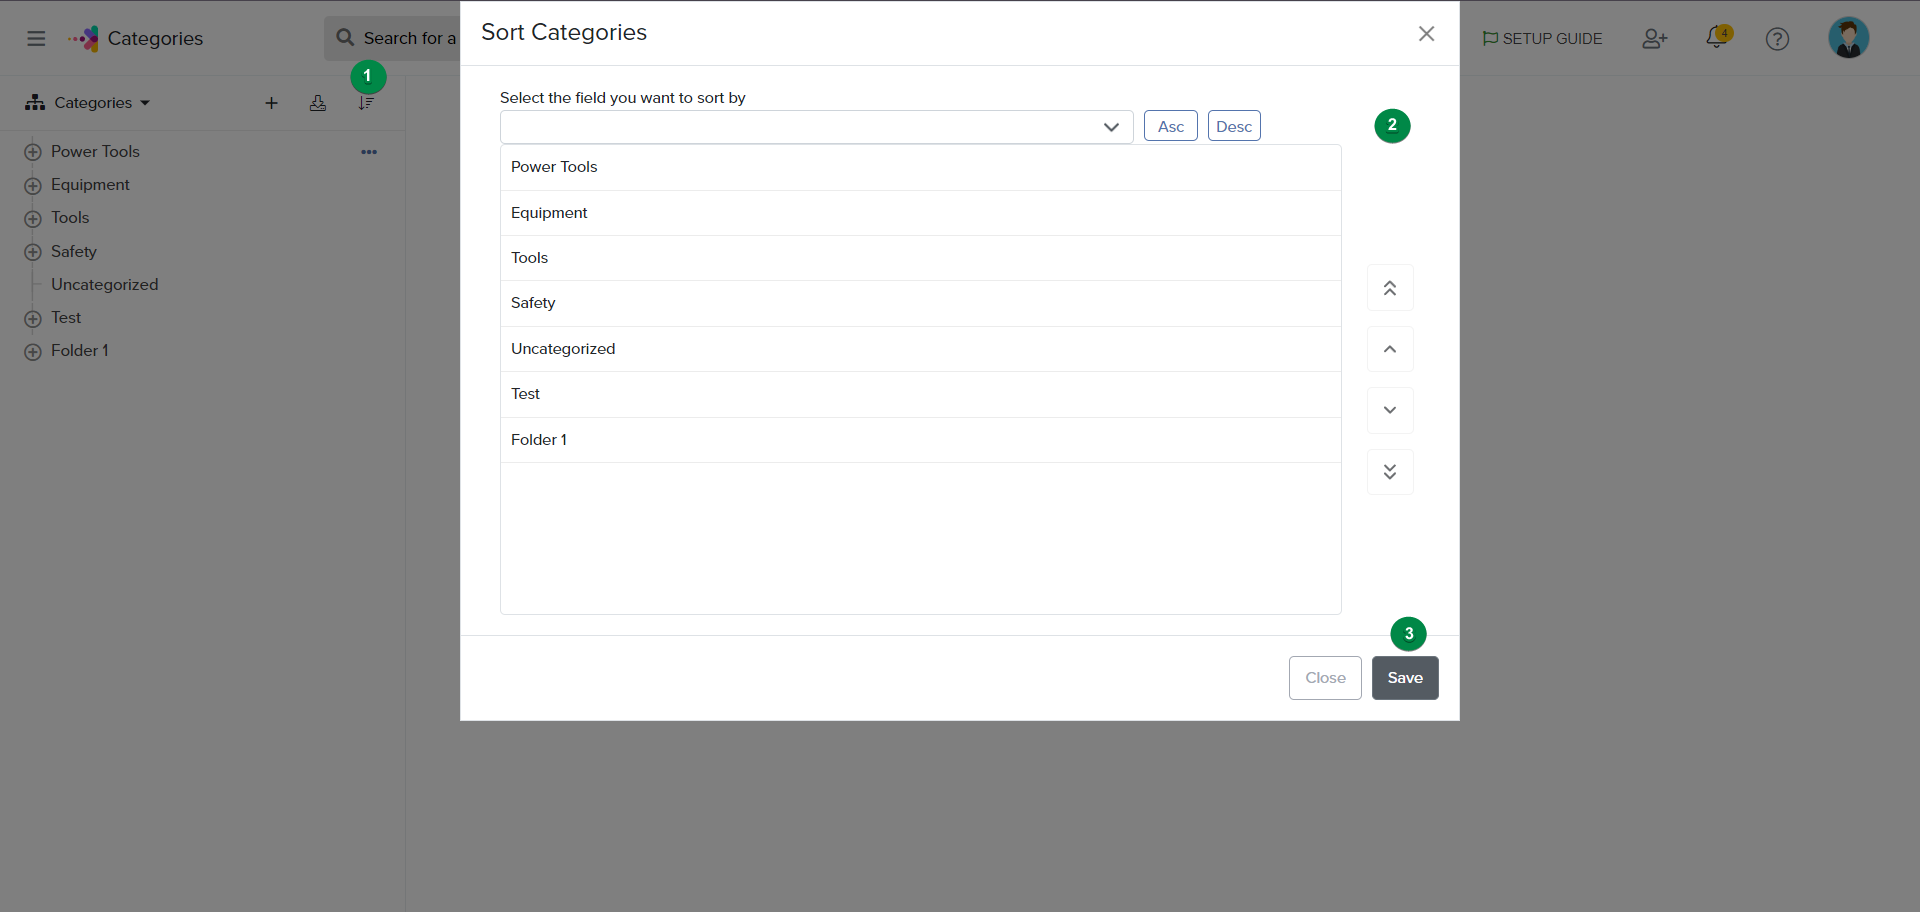 Categories
Search for a
SETUP GUIDE
4
1
Categories
Power Tools
Equipment
Tools
Safety
Uncategorized
Test
Folder 1
Sort Categories
Select the field you want to sort by
Asc
Desc
2
Power Tools
Equipment
Tools
Safety
Uncategorized
Test
Folder 1
3
Close
Save